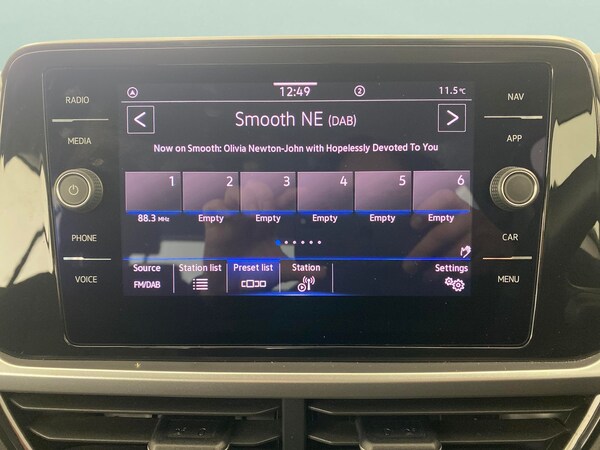 RADIO
MEDIA
PHONE
VOICE
12:49
2
11.5 °C
< Smooth NE (DAB) >
Now on Smooth: Olivia Newton-John with Hopelessly Devoted To You
1 2 3 4 5 6
88.3 MHz Empty Empty Empty Empty Empty
Source Station list Preset list Station Settings
FM/DAB
NAV
APP
CAR
MENU